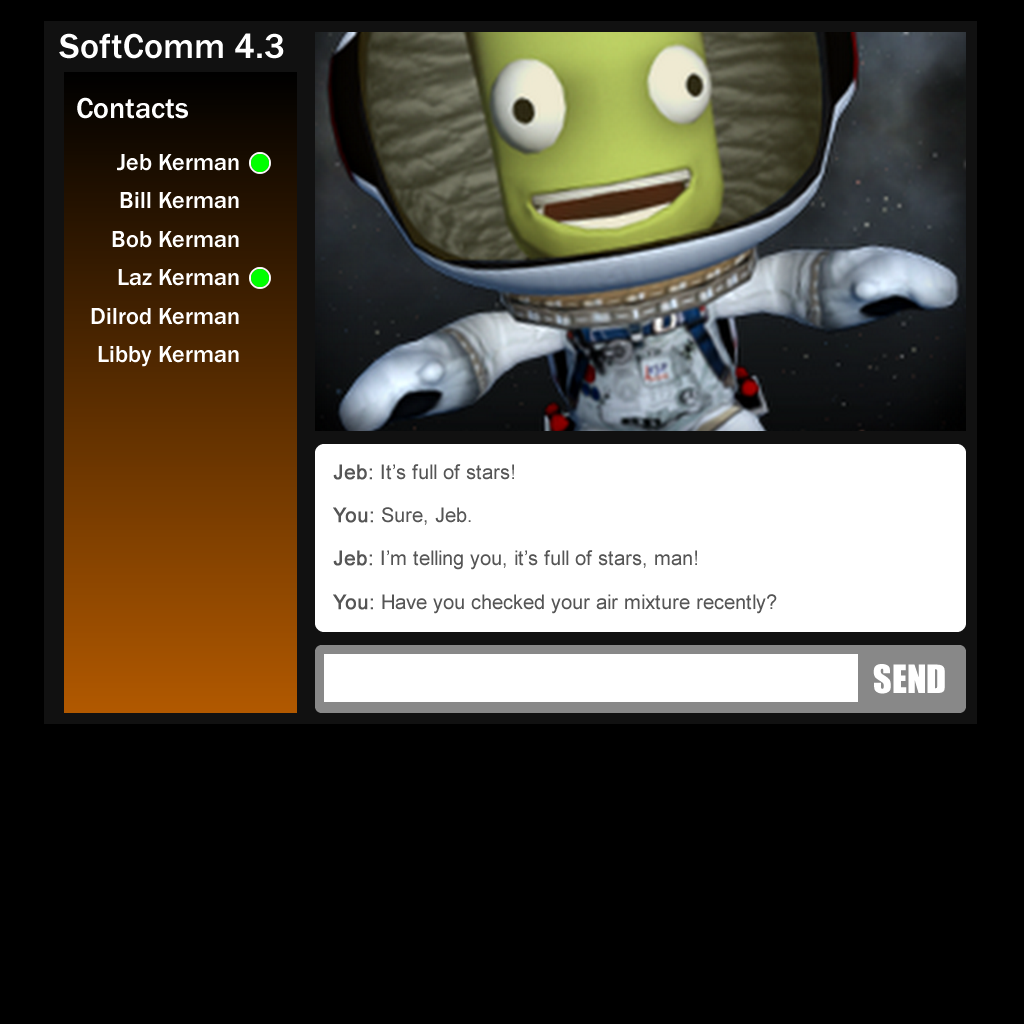 SoftComm 4.3
Contacts
Jeb Kerman
Bill Kerman
Bob Kerman
Laz Kerman
Dilrod Kerman
Libby Kerman
Jeb: It’s full of stars!
You: Sure, Jeb.
Jeb: I’m telling you, it’s full of stars, man!
You: Have you checked your air mixture recently?
SEND